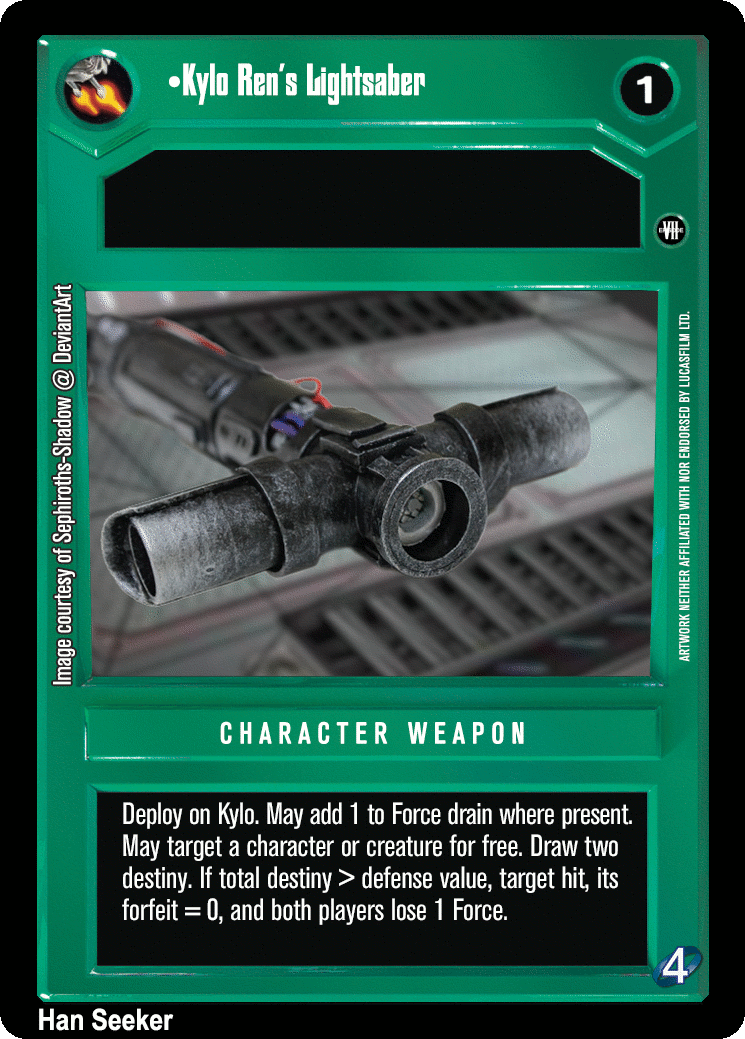 •Kylo Ren's Lightsaber
1
EPISODE
VII
Image courtesy of Sephiroths-Shadow @ DeviantArt
ARTWORK NEITHER AFFILIATED WITH NOR ENDORSED BY LUCASFILM LTD.
CHARACTER WEAPON
Deploy on Kylo. May add 1 to Force drain where present.
May target a character or creature for free. Draw two
destiny. If total destiny > defense value, target hit, its
forfeit = 0, and both players lose 1 Force.
4
Han Seeker